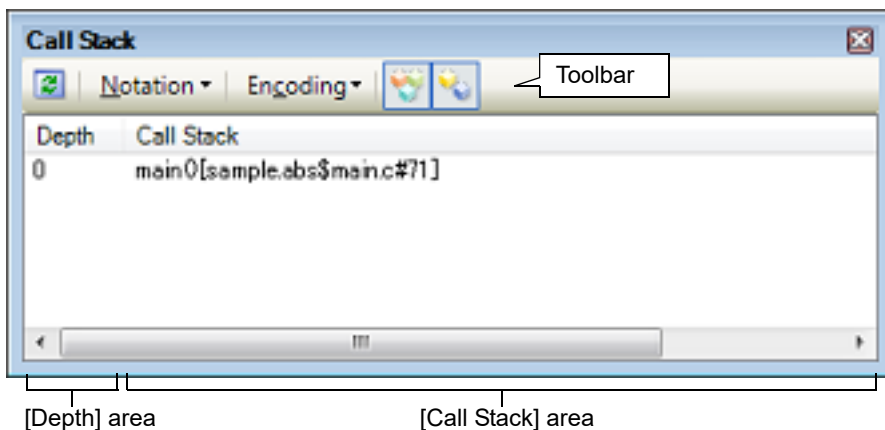 Call Stack
Notation Encoding Toolbar
Depth Call Stack
0 main()[sample.abs$main.c#71]
[Depth] area [Call Stack] area